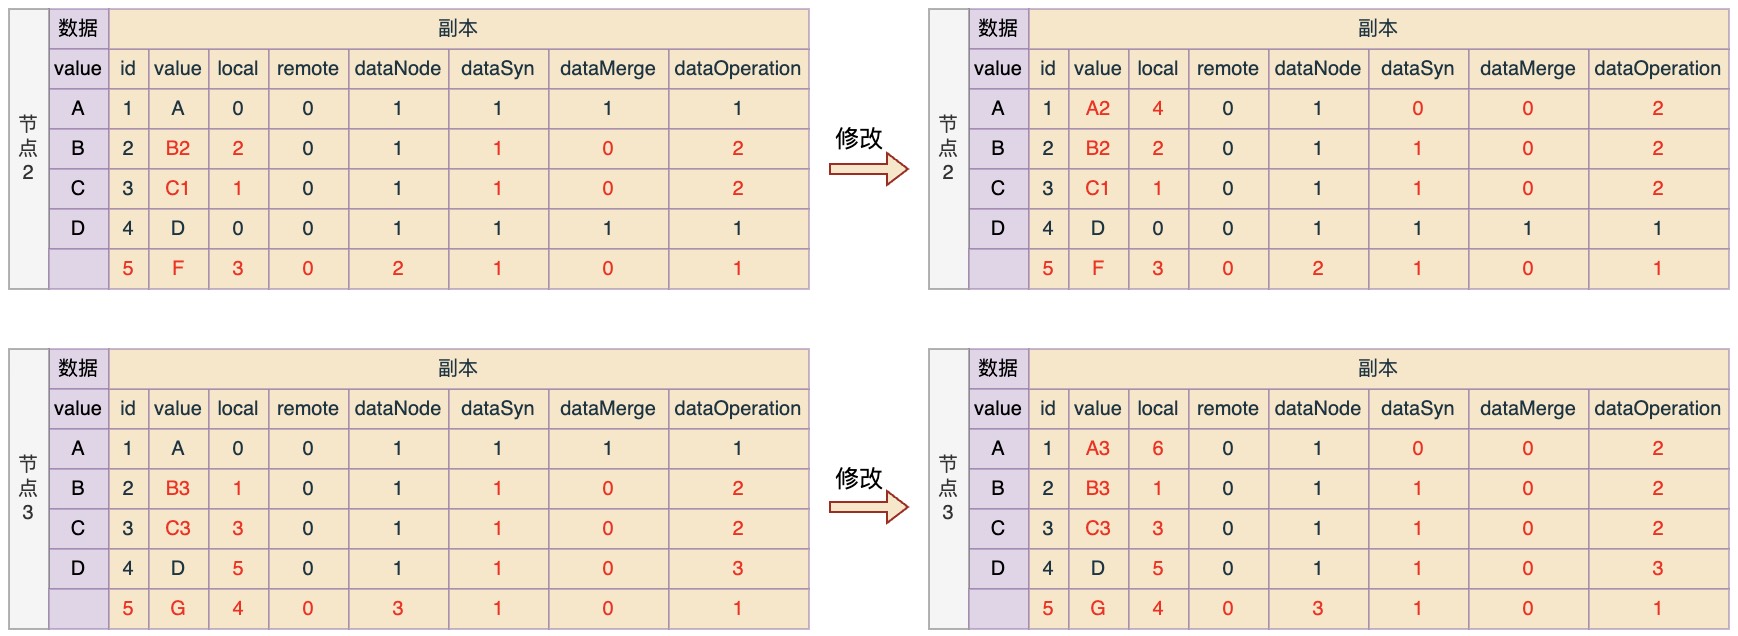 节点2
数据 副本
value id value local remote dataNode dataSyn dataMerge dataOperation
A 1 A 0 0 1 1 1 1
B 2 B2 2 0 1 1 0 2
C 3 C1 1 0 1 1 0 2
D 4 D 0 0 1 1 1 1
5 F 3 0 2 1 0 1
修改
节点2
数据 副本
value id value local remote dataNode dataSyn dataMerge dataOperation
A 1 A2 4 0 1 0 0 2
B 2 B2 2 0 1 1 0 2
C 3 C1 1 0 1 1 0 2
D 4 D 0 0 1 1 1 1
5 F 3 0 2 1 0 1
节点3
数据 副本
value id value local remote dataNode dataSyn dataMerge dataOperation
A 1 A 0 0 1 1 1 1
B 2 B3 1 0 1 1 0 2
C 3 C3 3 0 1 1 0 2
D 4 D 5 0 1 1 0 3
5 G 4 0 3 1 0 1
修改
节点3
数据 副本
value id value local remote dataNode dataSyn dataMerge dataOperation
A 1 A3 6 0 1 0 0 2
B 2 B3 1 0 1 1 0 2
C 3 C3 3 0 1 1 0 2
D 4 D 5 0 1 1 0 3
5 G 4 0 3 1 0 1